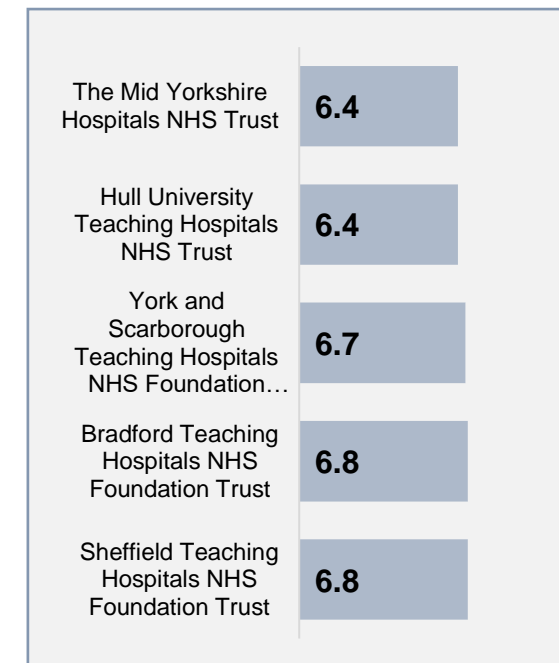 The Mid Yorkshire
Hospitals NHS Trust
6.4
Hull University
Teaching Hospitals
NHS Trust
6.4
York and
Scarborough
Teaching Hospitals
NHS Foundation…
6.7
Bradford Teaching
Hospitals NHS
Foundation Trust
6.8
Sheffield Teaching
Hospitals NHS
Foundation Trust
6.8